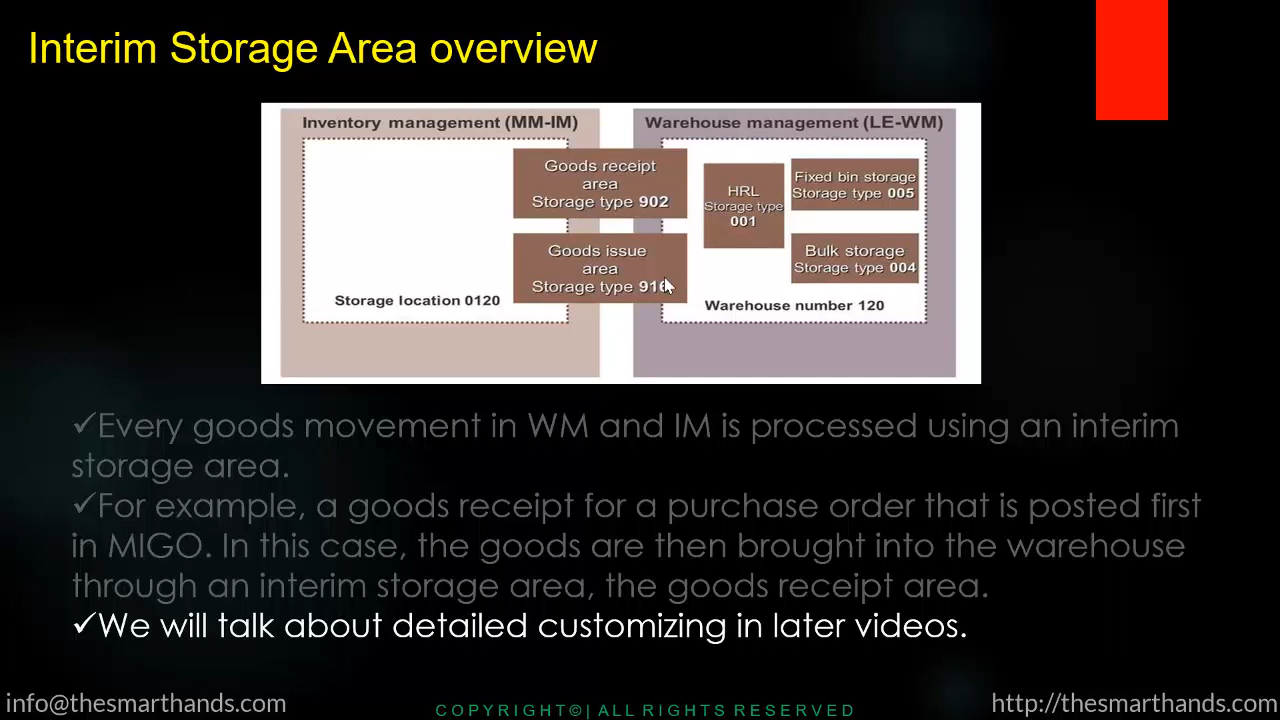 Interim Storage Area overview
Inventory management (MM-IM)
Warehouse management (LE-WM)
Goods receipt
area
Storage type 902
Goods issue
area
Storage type 916
Storage location 0120
HRL
Storage type
001
Fixed bin storage
Storage type 005
Bulk storage
Storage type 004
Warehouse number 120
✓Every goods movement in WM and IM is processed using an interim
storage area.
✓For example, a goods receipt for a purchase order that is posted first
in MIGO. In this case, the goods are then brought into the warehouse
through an interim storage area, the goods receipt area.
✓We will talk about detailed customizing in later videos.
info@thesmarthands.com
COPYRIGHT©| ALL RIGHTS RESERVED
http://thesmarthands.com